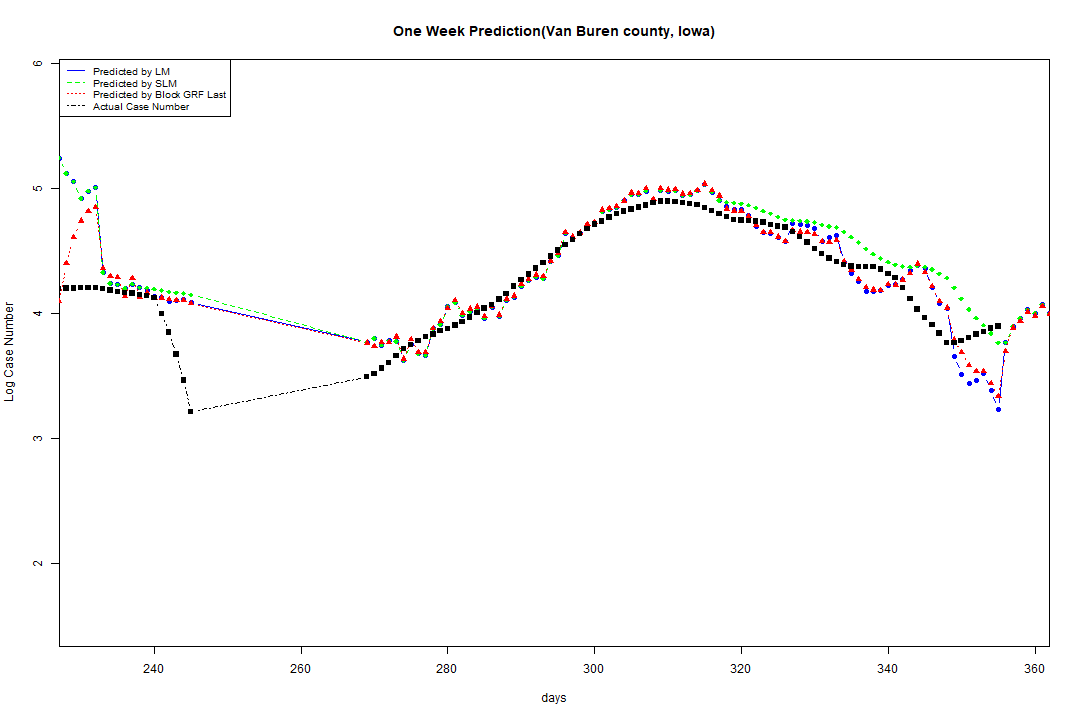 One Week Prediction(Van Buren county, Iowa)
Predicted by LM
Predicted by SLM
Predicted by Block GRF Last
Actual Case Number
Log Case Number
6
5
4
3
2
240
260
280
300
320
340
360
days